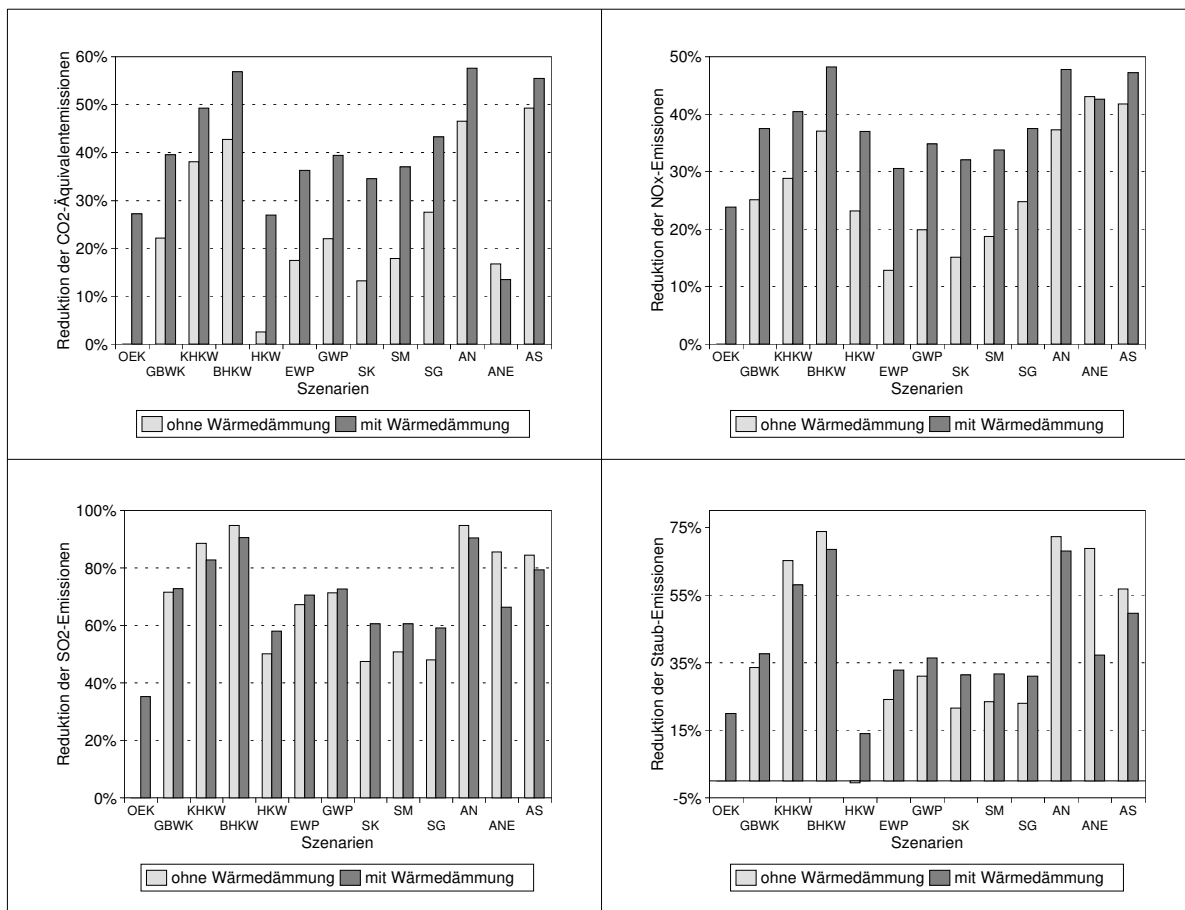 Reduktion der CO2-Äquivalentemissionen
60%
50%
40%
30%
20%
10%
0%
OEK KHKW HKW GWP SM AN AS
GBWK BHKW EWP SK SG ANE
Szenarien
ohne Wärmedämmung mit Wärmedämmung
Reduktion der NOx-Emissionen
50%
40%
30%
20%
10%
0%
OEK KHKW HKW GWP SM AN AS
GBWK BHKW EWP SK SG ANE
Szenarien
ohne Wärmedämmung mit Wärmedämmung
Reduktion der SO2-Emissionen
100%
80%
60%
40%
20%
0%
OEK KHKW HKW GWP SM AN AS
GBWK BHKW EWP SK SG ANE
Szenarien
ohne Wärmedämmung mit Wärmedämmung
Reduktion der Staub-Emissionen
75%
55%
35%
15%
-5%
OEK KHKW HKW GWP SM AN AS
GBWK BHKW EWP SK SG ANE
Szenarien
ohne Wärmedämmung mit Wärmedämmung